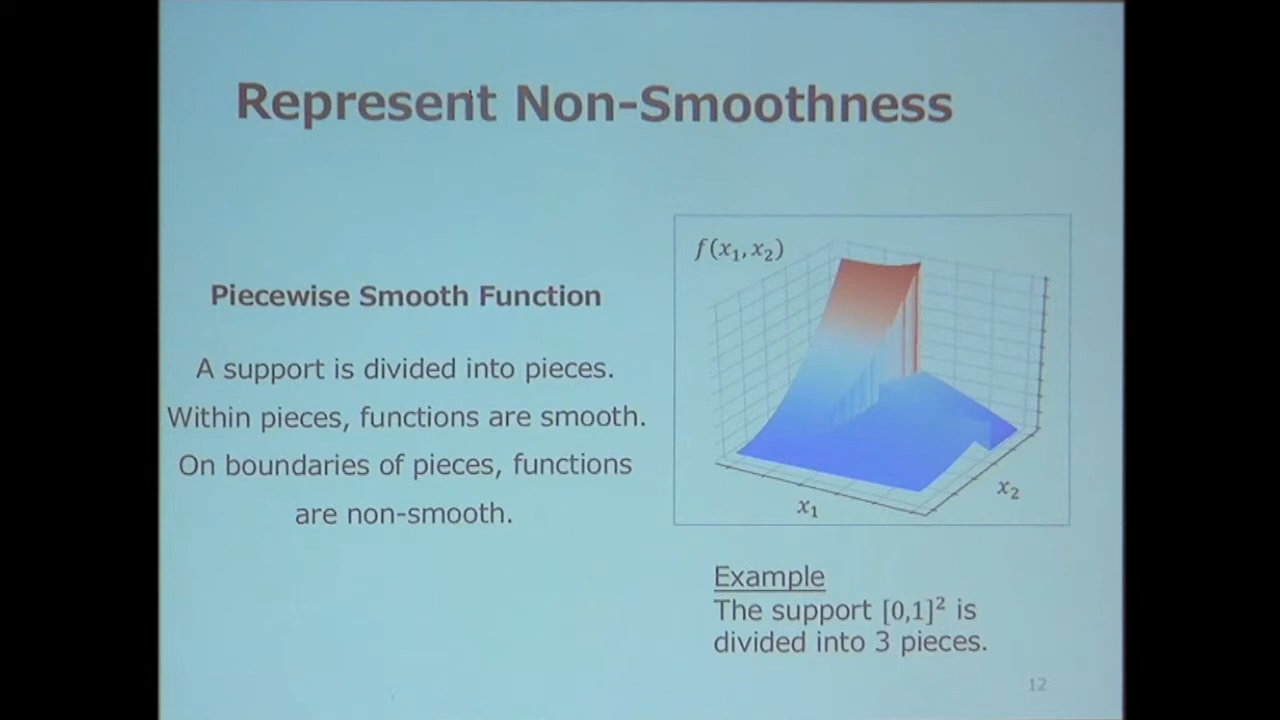 Represent Non-Smoothness
Piecewise Smooth Function
A support is divided into pieces.
Within pieces, functions are smooth.
On boundaries of pieces, functions
are non-smooth.
f(x₁, x₂)
x₁
x₂
Example
The support [0,1]² is
divided into 3 pieces.
12